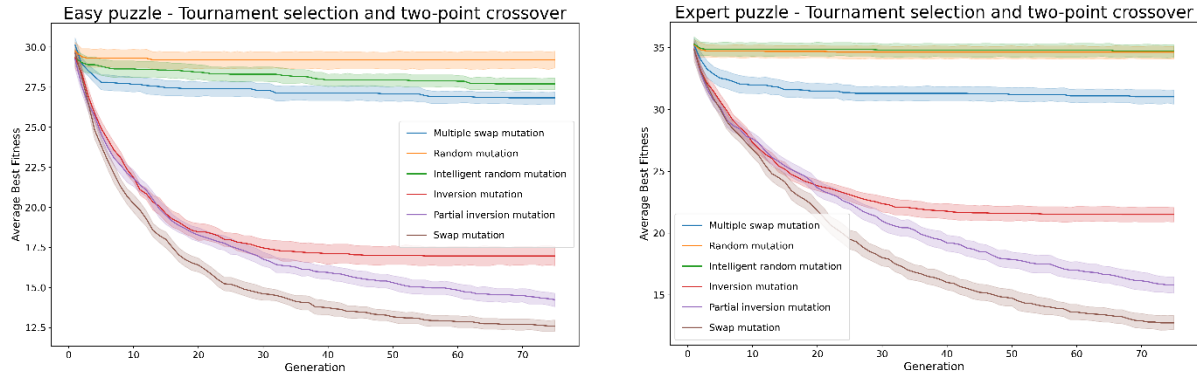 Easy puzzle - Tournament selection and two-point crossover
30.0
27.5
25.0
22.5
20.0
17.5
15.0
12.5
Average Best Fitness
Multiple swap mutation
Random mutation
Intelligent random mutation
Inversion mutation
Partial inversion mutation
Swap mutation
0 10 20 30 40 50 60 70
Generation
Expert puzzle - Tournament selection and two-point crossover
35
30
25
20
15
Average Best Fitness
Multiple swap mutation
Random mutation
Intelligent random mutation
Inversion mutation
Partial inversion mutation
Swap mutation
0 10 20 30 40 50 60 70
Generation